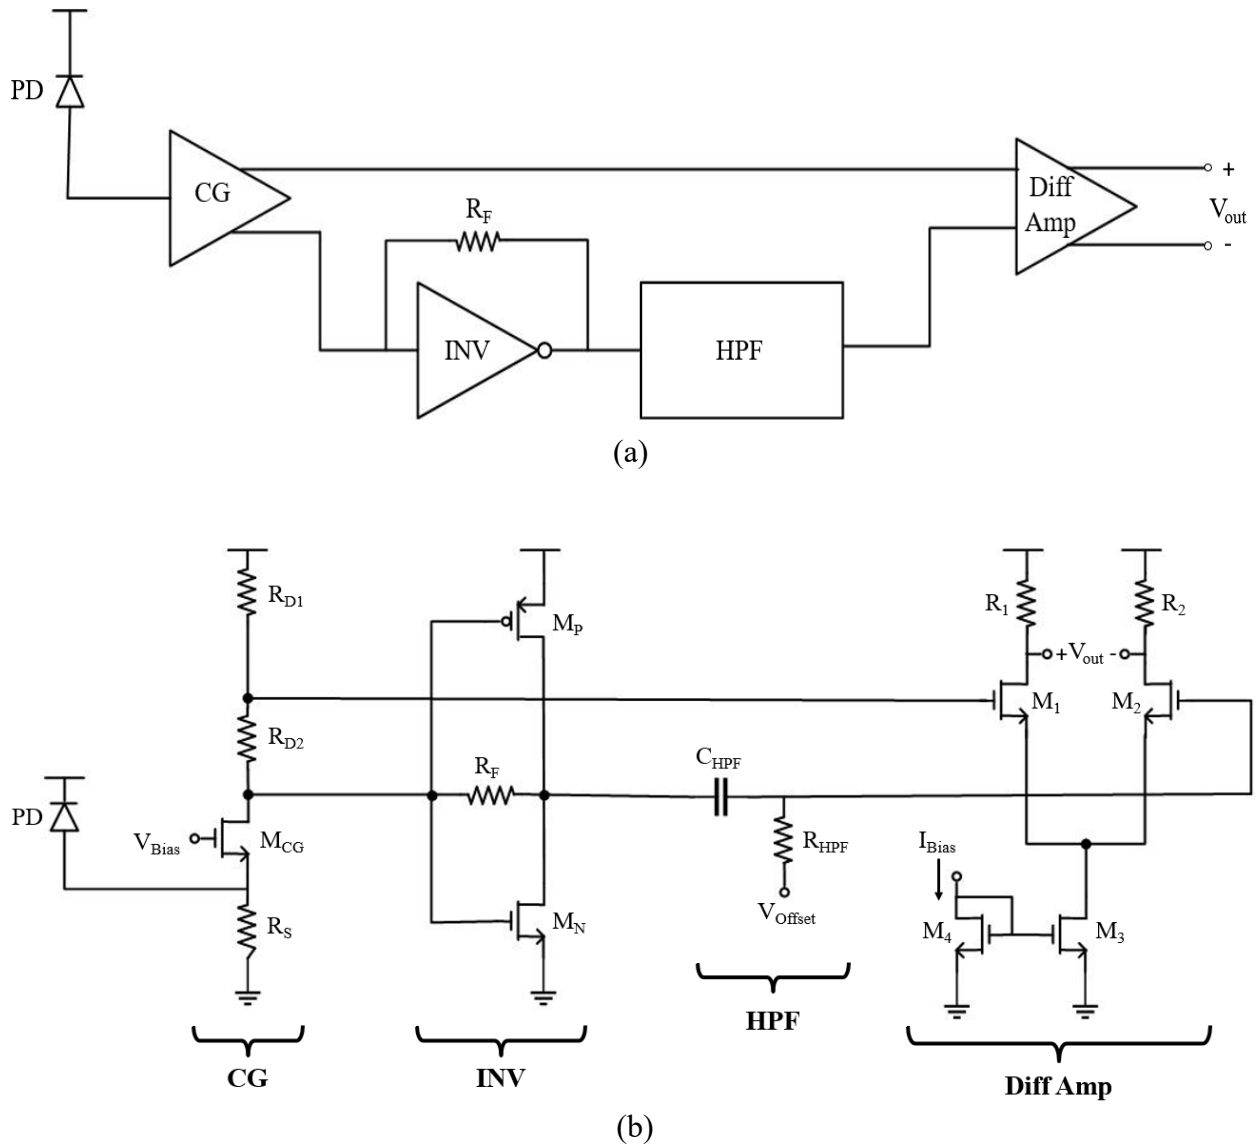 PD
CG
R_F
INV
HPF
Diff
Amp
+
V_out
-
(a)
R_D1
M_P
R_1
R_2
+V_out -
R_D2
M_1
M_2
R_F
C_HPF
PD
V_Bias
M_CG
R_HPF
I_Bias
R_S
M_N
V_Offset
M_4
M_3
HPF
CG
INV
Diff Amp
(b)